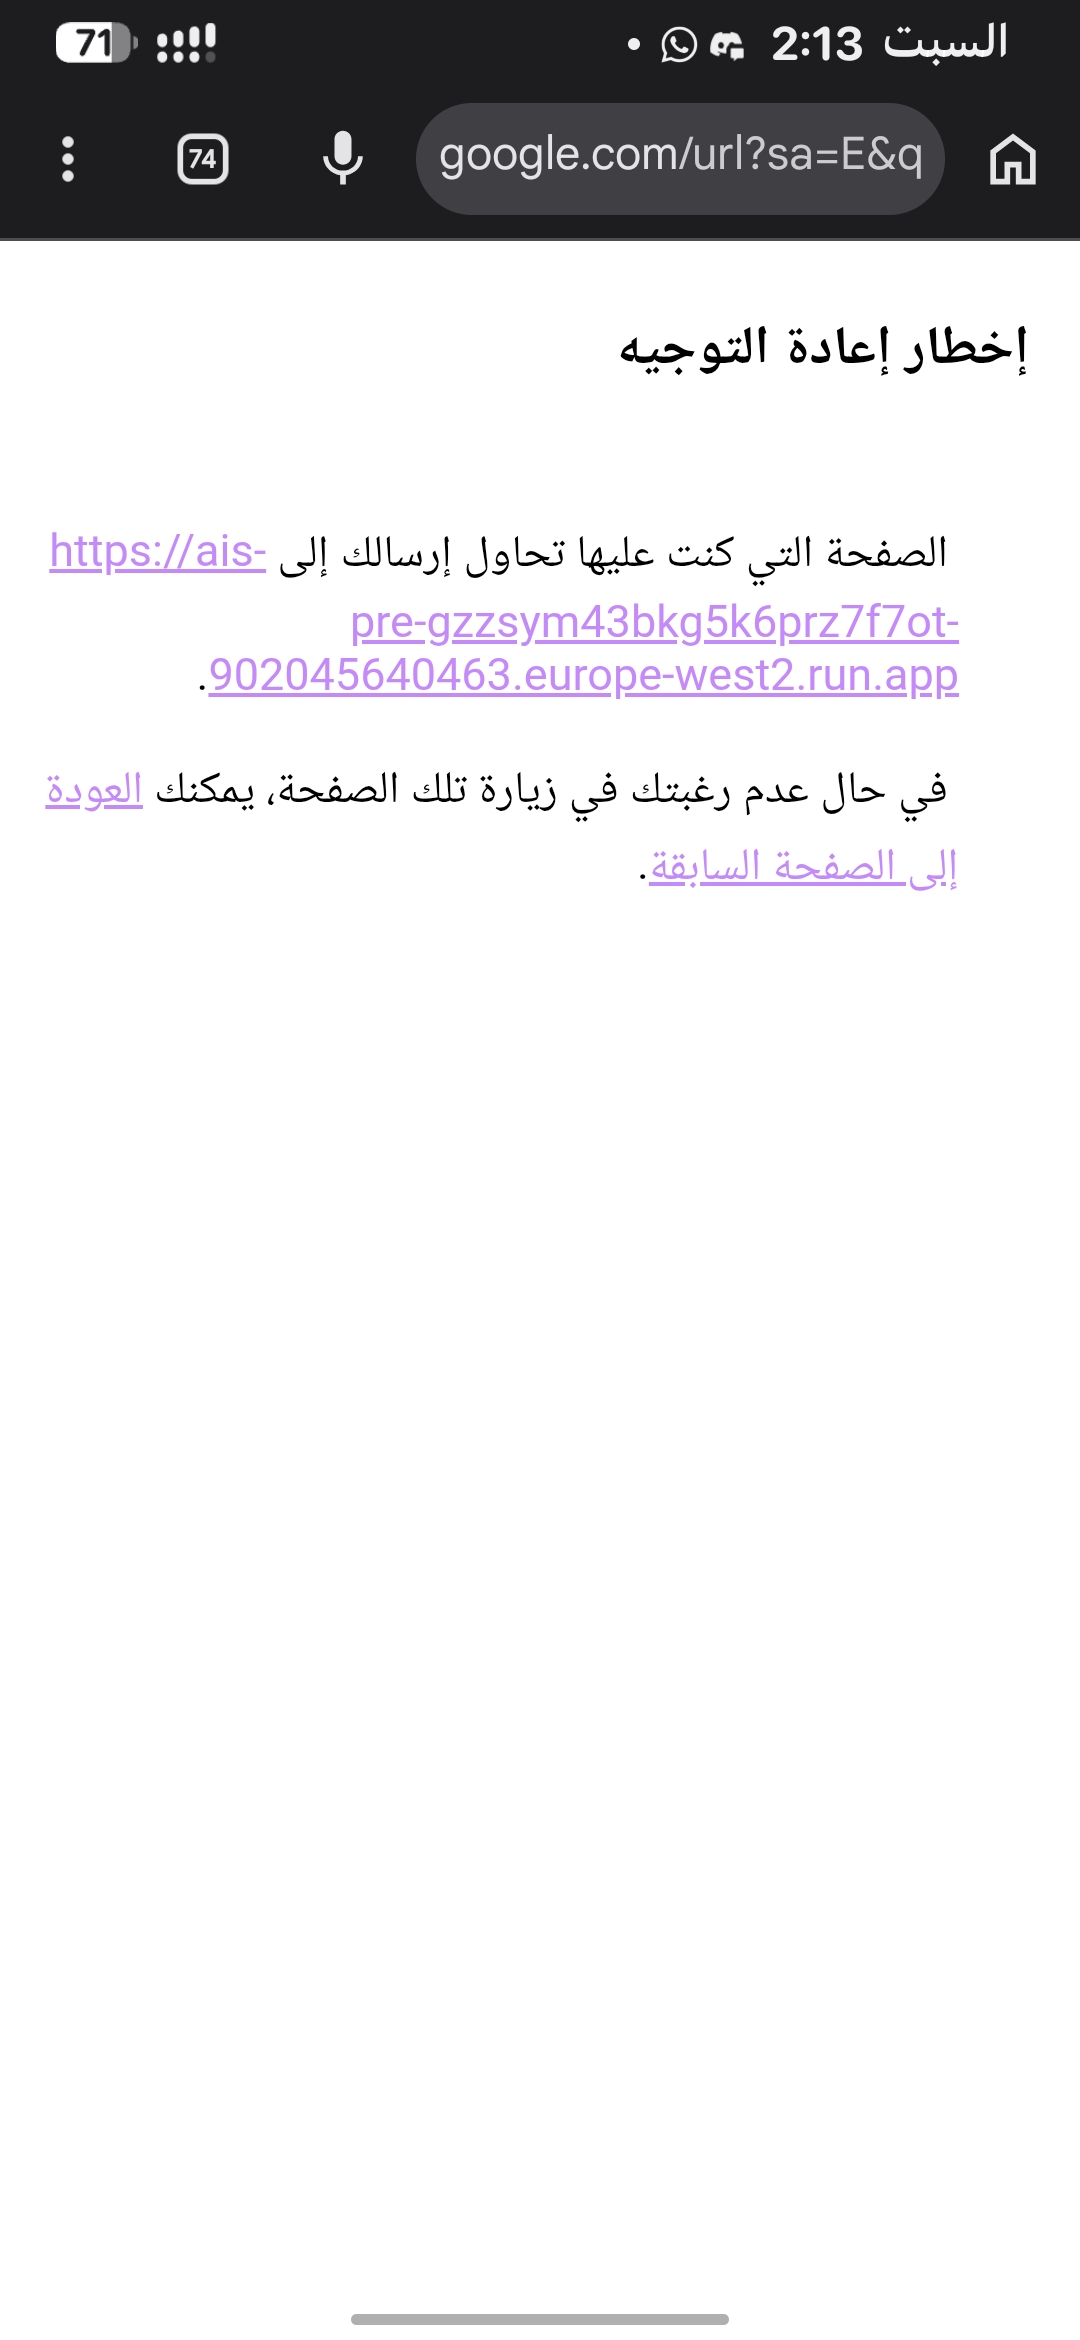 السبت 2:13
71
google.com/url?sa=E&q
74
إخطار إعادة التوجيه
الصفحة التي كنت عليها تحاول إرسالك إلى https://ais-
pre-gzzsym43bkg5k6prz7f7ot-
902045640463.europe-west2.run.app.
في حال عدم رغبتك في زيارة تلك الصفحة، يمكنك العودة
إلى الصفحة السابقة.